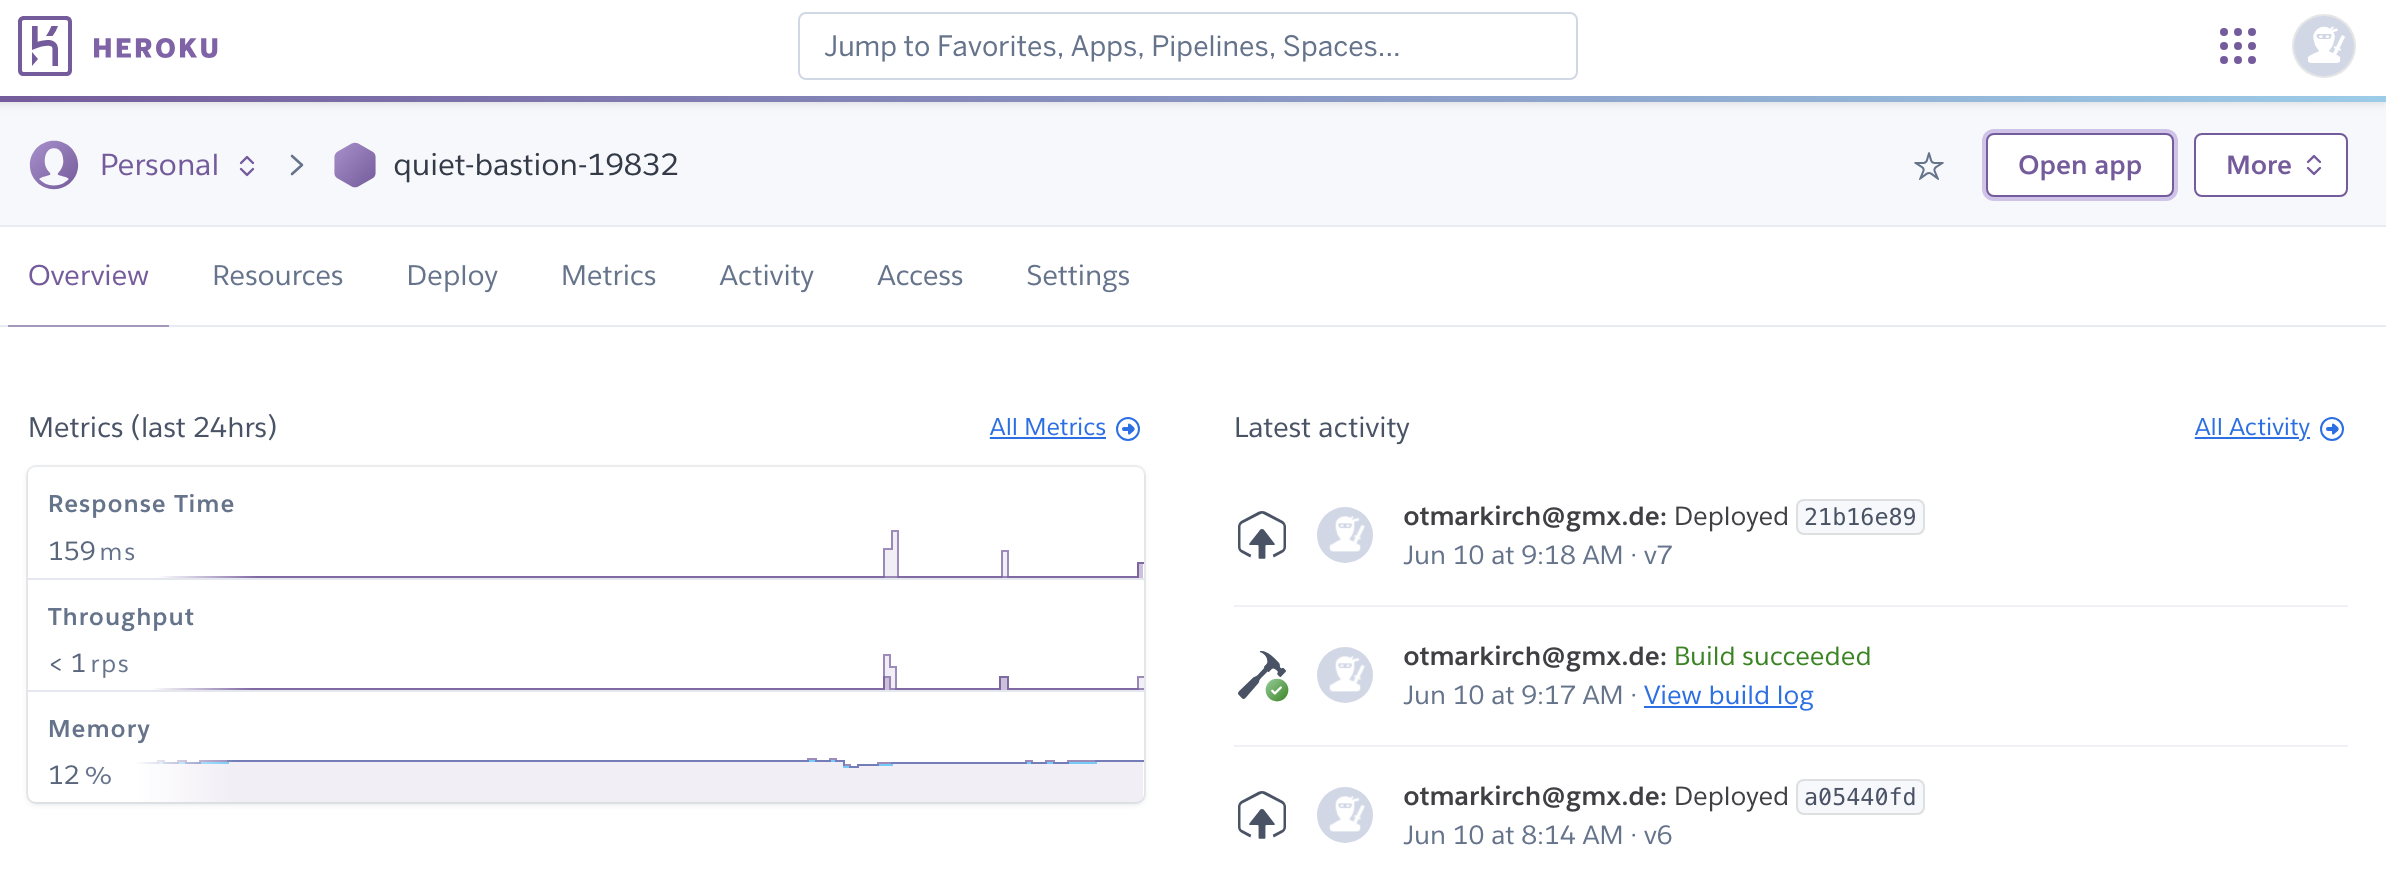 HEROKU
Jump to Favorites, Apps, Pipelines, Spaces...
Personal
quiet-bastion-19832
Open app
More
Overview
Resources
Deploy
Metrics
Activity
Access
Settings
Metrics (last 24hrs)
All Metrics
Response Time
159 ms
Throughput
< 1 rps
Memory
12 %
Latest activity
All Activity
otmarkirch@gmx.de: Deployed 21b16e89
Jun 10 at 9:18 AM · v7
otmarkirch@gmx.de: Build succeeded
Jun 10 at 9:17 AM · View build log
otmarkirch@gmx.de: Deployed a05440fd
Jun 10 at 8:14 AM · v6